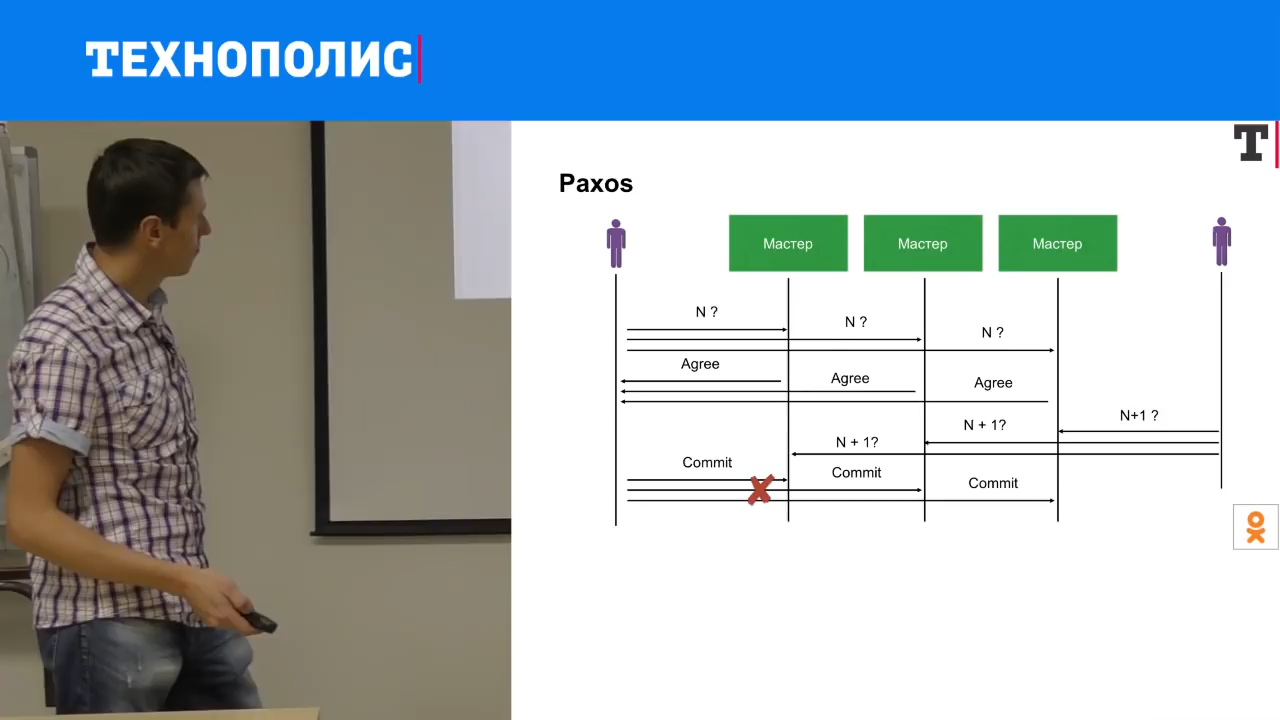 ТЕХНОПОЛИС
T
Paxos
Мастер
Мастер
Мастер
N ?
N ?
N ?
Agree
Agree
Agree
N+1 ?
N + 1?
N + 1?
Commit
Commit
Commit